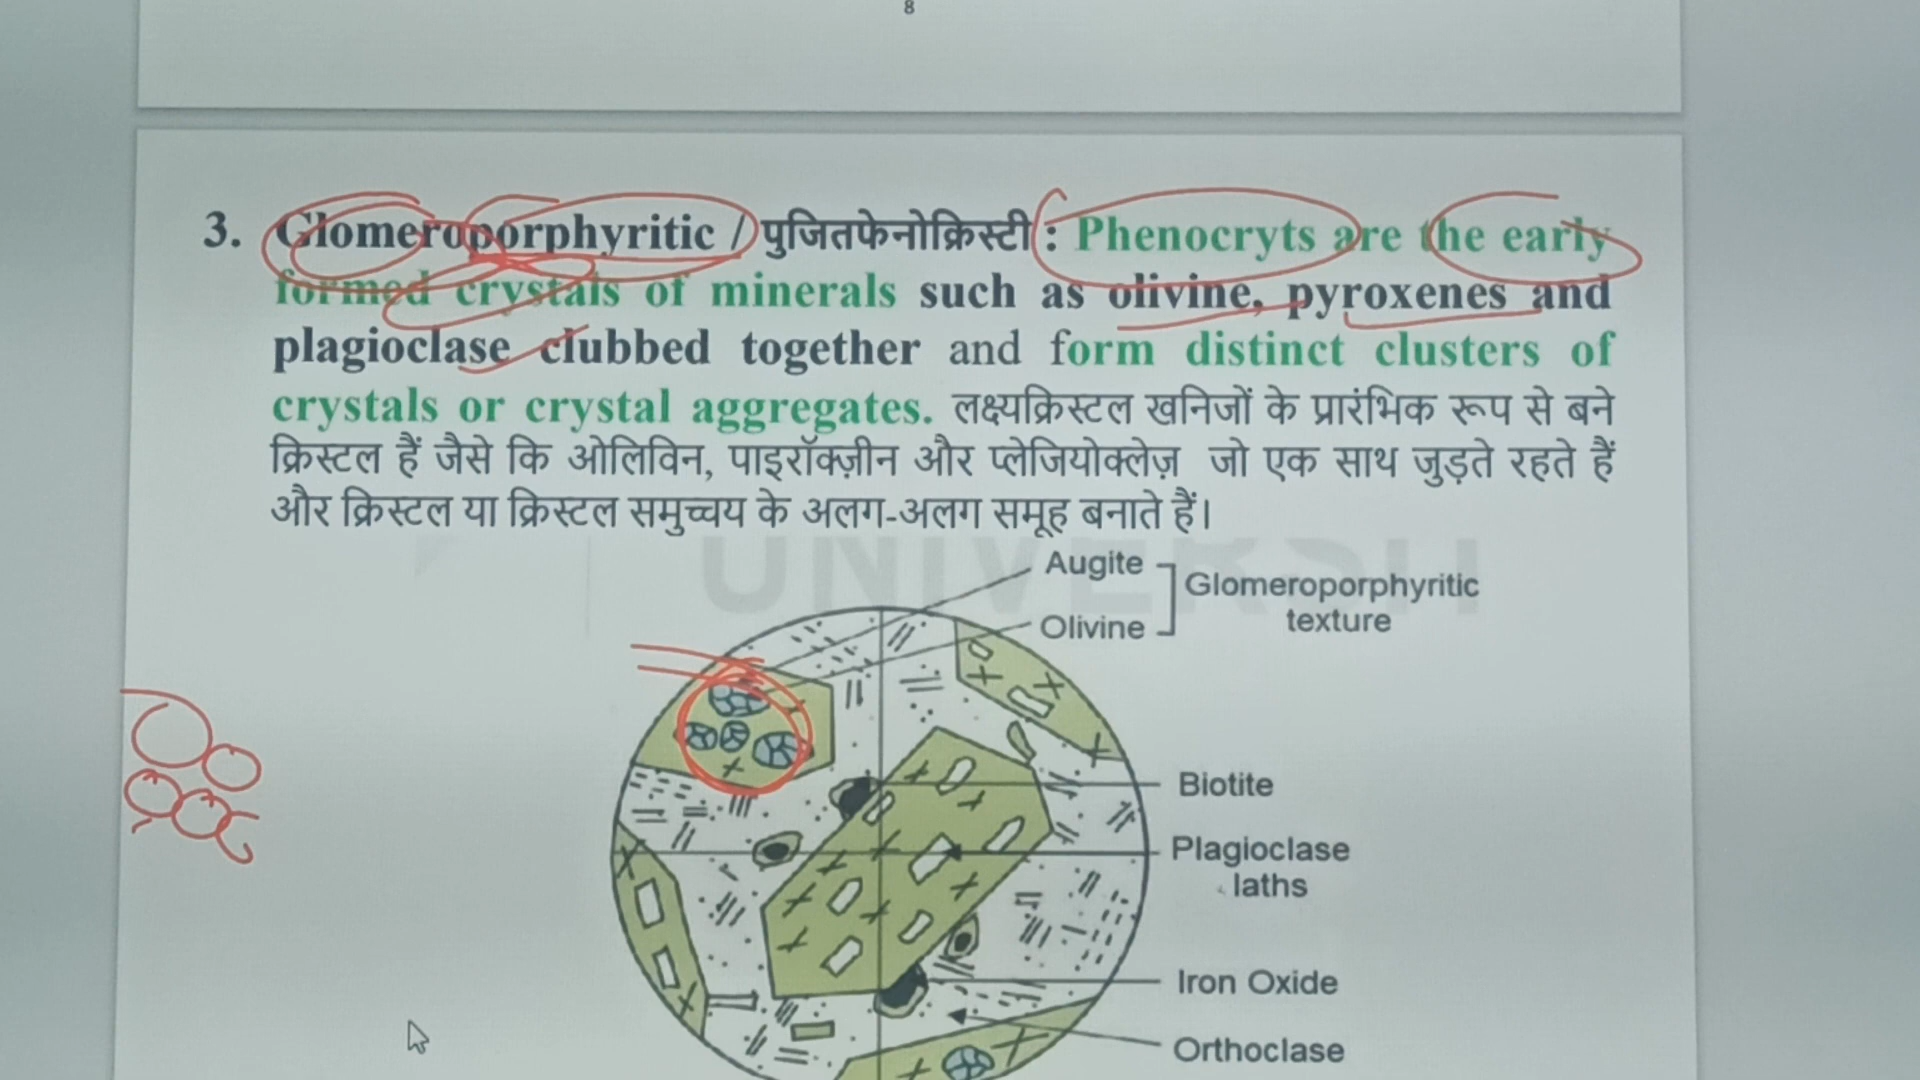 8
3. Glomeroporphyritic / पुजितफेनोक्रिस्टी : Phenocryts are the early
formed crystals of minerals such as olivine, pyroxenes and
plagioclase clubbed together and form distinct clusters of
crystals or crystal aggregates. लक्ष्यक्रिस्टल खनिजों के प्रारंभिक रूप से बने
क्रिस्टल हैं जैसे कि ओलिविन, पाइरॉक्ज़ीन और प्लेजियोक्लेज़ जो एक साथ जुड़ते रहते हैं
और क्रिस्टल या क्रिस्टल समुच्चय के अलग-अलग समूह बनाते हैं।
Augite
Olivine
Glomeroporphyritic
texture
Biotite
Plagioclase
laths
Iron Oxide
Orthoclase